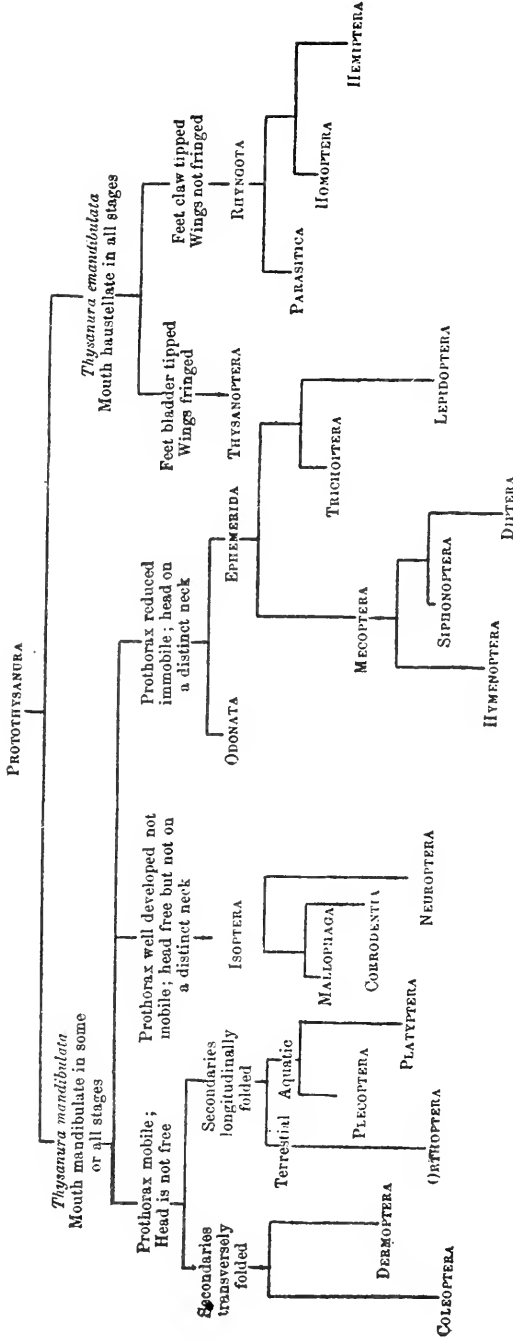 PROTOTHYSANURA
Thysanura mandibulata
Mouth mandibulate in some
or all stages
Thysanura emandibulata
Mouth haustellate in all stages
Prothorax mobile;
Head is not free
Prothorax well developed not
mobile; head free but not on
a distinct neck
Prothorax reduced
immobile; head on
a distinct neck
Feet bladder tipped
Wings fringed
Feet claw tipped
Wings not fringed
Secondaries
transversely
folded
Secondaries
longitudinally
folded
ISOPTERA
ODONATA
EPHEMERIDA
THYSANOPTERA
RHYNGOTA
Terrestial
Aquatic
MALLOPHAGA
CORRODENTIA
NEUROPTERA
MECOPTERA
TRICHOPTERA
LEPIDOPTERA
PARASITICA
HOMOPTERA
HEMIPTERA
COLEOPTERA
DERMOPTERA
ORTHOPTERA
PLECOPTERA
PLATYPTERA
HYMENOPTERA
SIPHONOPTERA
DIPTERA